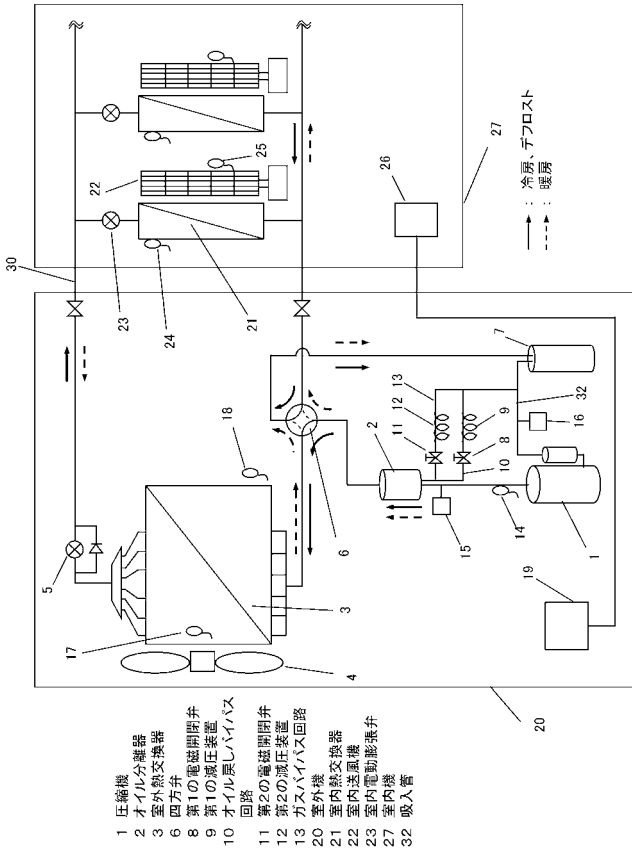 30
23
24
22
21
25
26
27
→：冷房、デフロスト
⇢：暖房
5
17
3
4
18
6
2
15
14
11
12
13
10
8
9
7
32
16
1
19
20
1 圧縮機
2 オイル分離器
3 室外熱交換器
6 四方弁
8 第1の電磁開閉弁
9 第1の減圧装置
10 オイル戻しバイパス
回路
11 第2の電磁開閉弁
12 第2の減圧装置
13 ガスバイパス回路
20 室外機
21 室内熱交換器
22 室内送風機
23 室内電動膨張弁
27 室内機
32 吸入管